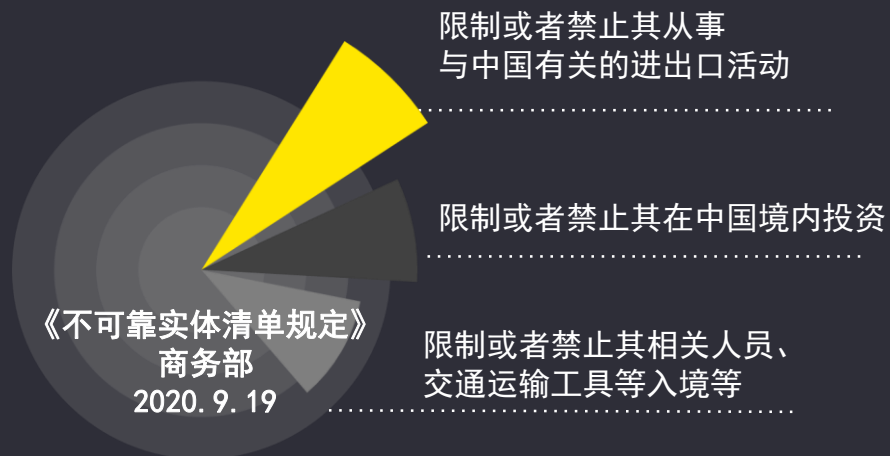 限制或者禁止其从事
与中国有关的进出口活动
限制或者禁止其在中国境内投资
《不可靠实体清单规定》
商务部
2020.9.19
限制或者禁止其相关人员、
交通运输工具等入境等